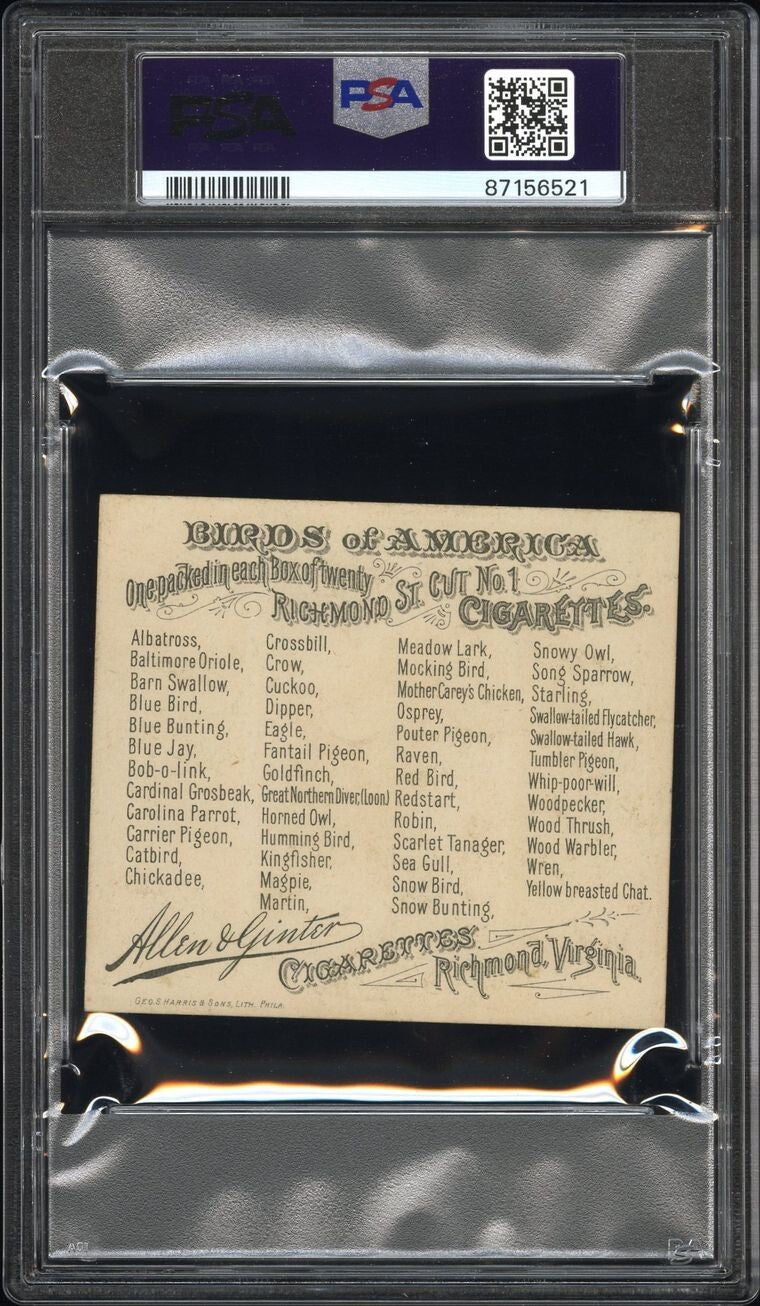 PSA
PSA
87156521
BIRDS of AMERICA
One packed in each Box of twenty
RICHMOND ST. CUT No. 1
CIGARETTES.
Albatross,
Baltimore Oriole,
Barn Swallow,
Blue Bird,
Blue Bunting,
Blue Jay,
Bob-o-link,
Cardinal Grosbeak,
Carolina Parrot,
Carrier Pigeon,
Catbird,
Chickadee,
Crossbill,
Crow,
Cuckoo,
Dipper,
Eagle,
Fantail Pigeon,
Goldfinch,
Great Northern Diver,(Loon)
Horned Owl,
Humming Bird,
Kingfisher,
Magpie,
Martin,
Meadow Lark,
Mocking Bird,
Mother Carey's Chicken,
Osprey,
Pouter Pigeon,
Raven,
Red Bird,
Redstart,
Robin,
Scarlet Tanager,
Sea Gull,
Snow Bird,
Snow Bunting,
Snowy Owl,
Song Sparrow,
Starling,
Swallow-tailed Flycatcher,
Swallow-tailed Hawk,
Tumbler Pigeon,
Whip-poor-will,
Woodpecker,
Wood Thrush,
Wood Warbler,
Wren,
Yellow breasted Chat.
Allen & Ginter
CIGARETTES
Richmond, Virginia.
GEO. S. HARRIS & SONS, LITH. PHILA.